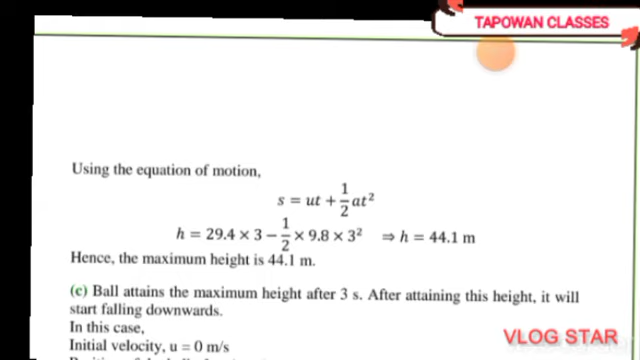 TAPOWAN CLASSES
Using the equation of motion,
s = ut + 1/2 at²
h = 29.4 × 3 − 1/2 × 9.8 × 3² ⇒ h = 44.1 m
Hence, the maximum height is 44.1 m.
(c) Ball attains the maximum height after 3 s. After attaining this height, it will
start falling downwards.
In this case,
Initial velocity, u = 0 m/s
VLOG STAR